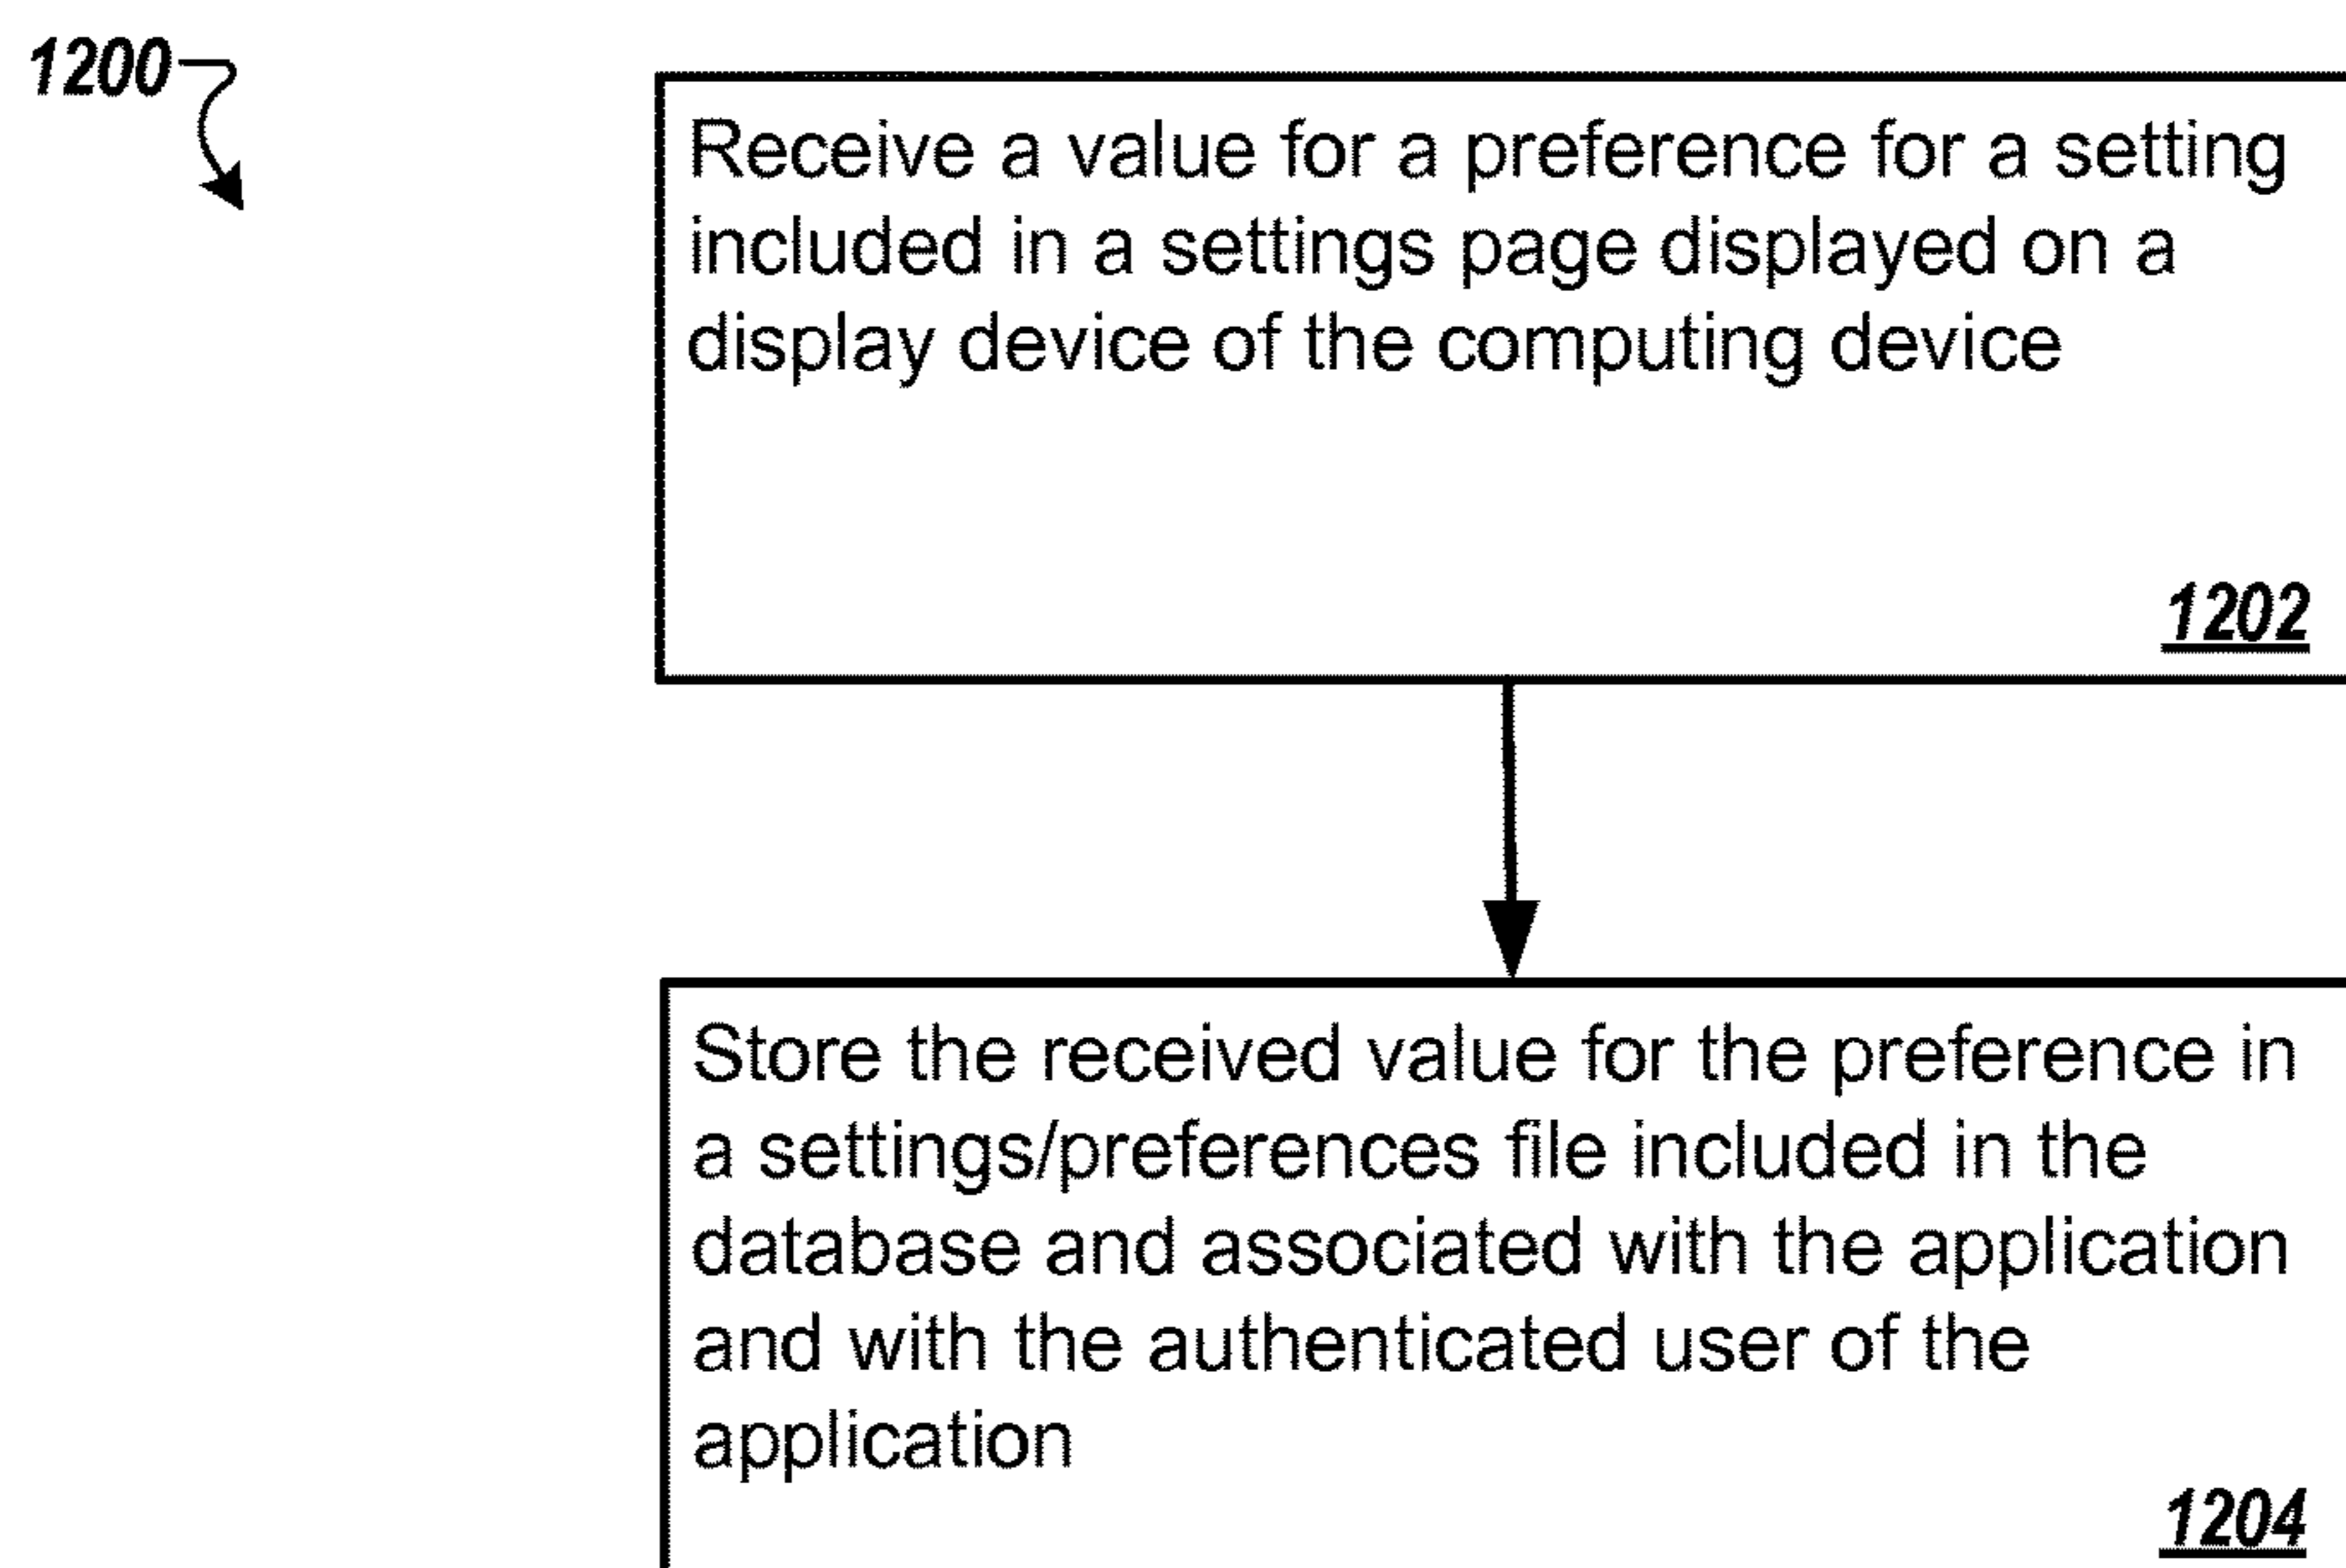 1200
Receive a value for a preference for a setting
included in a settings page displayed on a
display device of the computing device
1202
Store the received value for the preference in
a settings/preferences file included in the
database and associated with the application
and with the authenticated user of the
application
1204